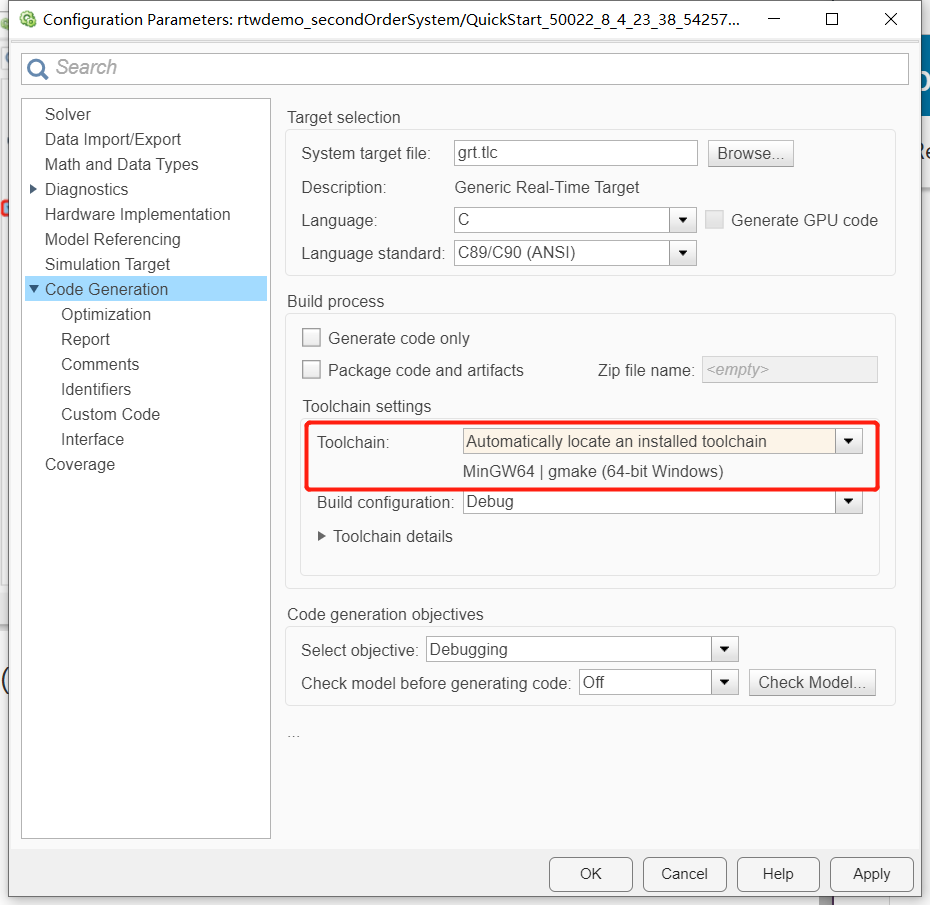 Configuration Parameters: rtwdemo_secondOrderSystem/QuickStart_50022_8_4_23_38_54257...
Search
Solver
Data Import/Export
Math and Data Types
Diagnostics
Hardware Implementation
Model Referencing
Simulation Target
Code Generation
Optimization
Report
Comments
Identifiers
Custom Code
Interface
Coverage
Target selection
System target file: grt.tlc Browse...
Description: Generic Real-Time Target
Language: C Generate GPU code
Language standard: C89/C90 (ANSI)
Build process
Generate code only
Package code and artifacts Zip file name: <empty>
Toolchain settings
Toolchain: Automatically locate an installed toolchain
MinGW64 | gmake (64-bit Windows)
Build configuration: Debug
Toolchain details
Code generation objectives
Select objective: Debugging
Check model before generating code: Off Check Model...
...
OK Cancel Help Apply